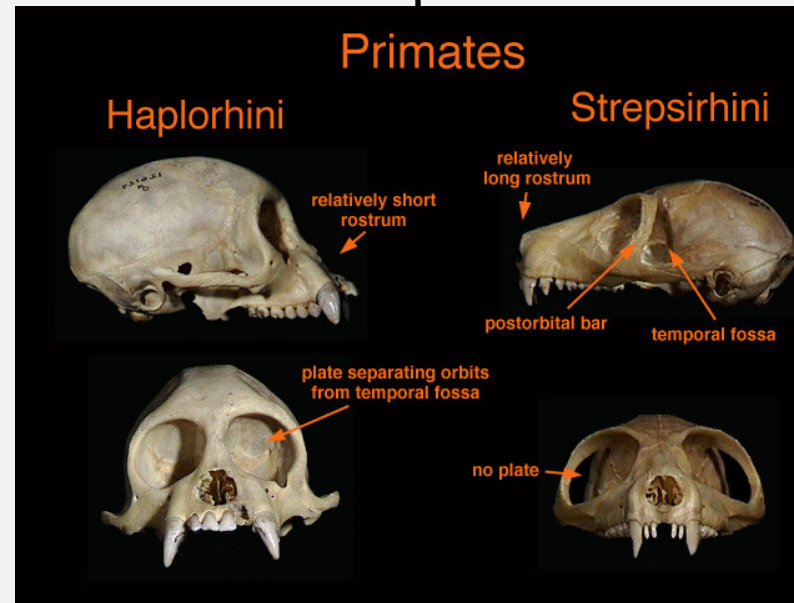 Primates
Haplorhini
Strepsirhini
relatively short
rostrum
relatively
long rostrum
postorbital bar
temporal fossa
plate separating orbits
from temporal fossa
no plate